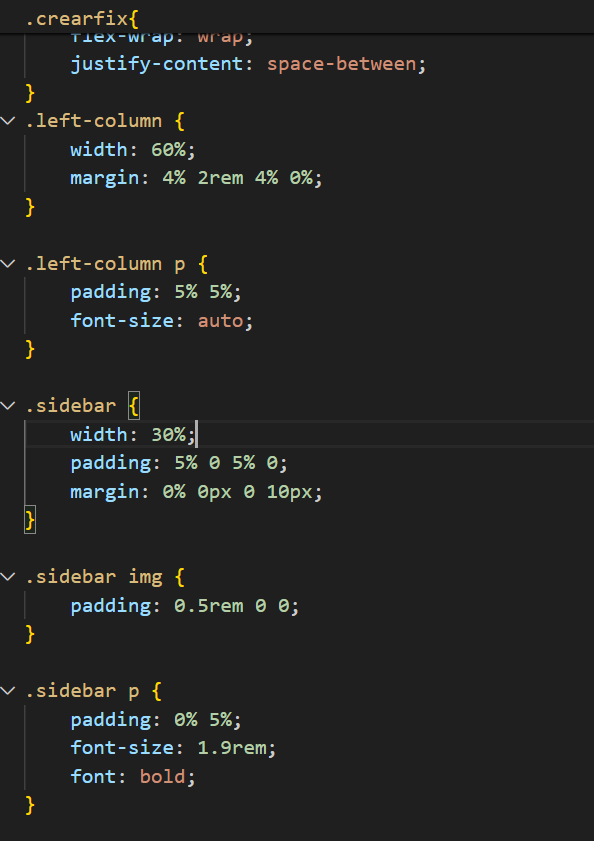 .crearfix{
flex-wrap: wrap;
justify-content: space-between;
}
.left-column {
width: 60%;
margin: 4% 2rem 4% 0%;
}
.left-column p {
padding: 5% 5%;
font-size: auto;
}
.sidebar {
width: 30%;
padding: 5% 0 5% 0;
margin: 0% 0px 0 10px;
}
.sidebar img {
padding: 0.5rem 0 0;
}
.sidebar p {
padding: 0% 5%;
font-size: 1.9rem;
font: bold;
}